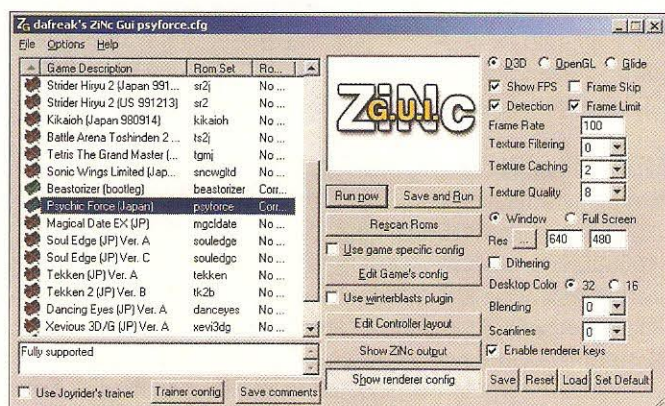 dafreak's ZiNc Gui psyforce.cfg
File Options Help
Game Description Rom Set Ro...
Strider Hiryu 2 (Japan 991... sr2j No ...
Strider Hiryu 2 (US 991213) sr2 No ...
Kikaioh (Japan 980914) kikaioh No ...
Battle Arena Toshinden 2 ... ts2j No ...
Tetris The Grand Master (... tgmj No ...
Sonic Wings Limited (Jap... sncwgltd No ...
Beastorizer (bootleg) beastorizer Corr...
Psychic Force (Japan) psyforce Corr...
Magical Date EX (JP) mgcldate No ...
Soul Edge (JP) Ver. A souledge No ...
Soul Edge (JP) Ver. C souledgc No ...
Tekken (JP) Ver. A tekken No ...
Tekken 2 (JP) Ver. B tk2b No ...
Dancing Eyes (JP) Ver. A danceyes No ...
Xevious 3D/G (JP) Ver. A xevi3dg No ...
Fully supported
Use Joyrider's trainer Trainer config Save comments
ZiNc
G.U.I.
Run now Save and Run
Rescan Roms
Use game specific config
Edit Game's config
Use winterblasts plugin
Edit Controller layout
Show ZiNc output
Show renderer config
D3D OpenGL Glide
Show FPS Frame Skip
Detection Frame Limit
Frame Rate 100
Texture Filtering 0
Texture Caching 2
Texture Quality 8
Window Full Screen
Res ... 640 480
Dithering
Desktop Color 32 16
Blending 0
Scanlines 0
Enable renderer keys
Save Reset Load Set Default